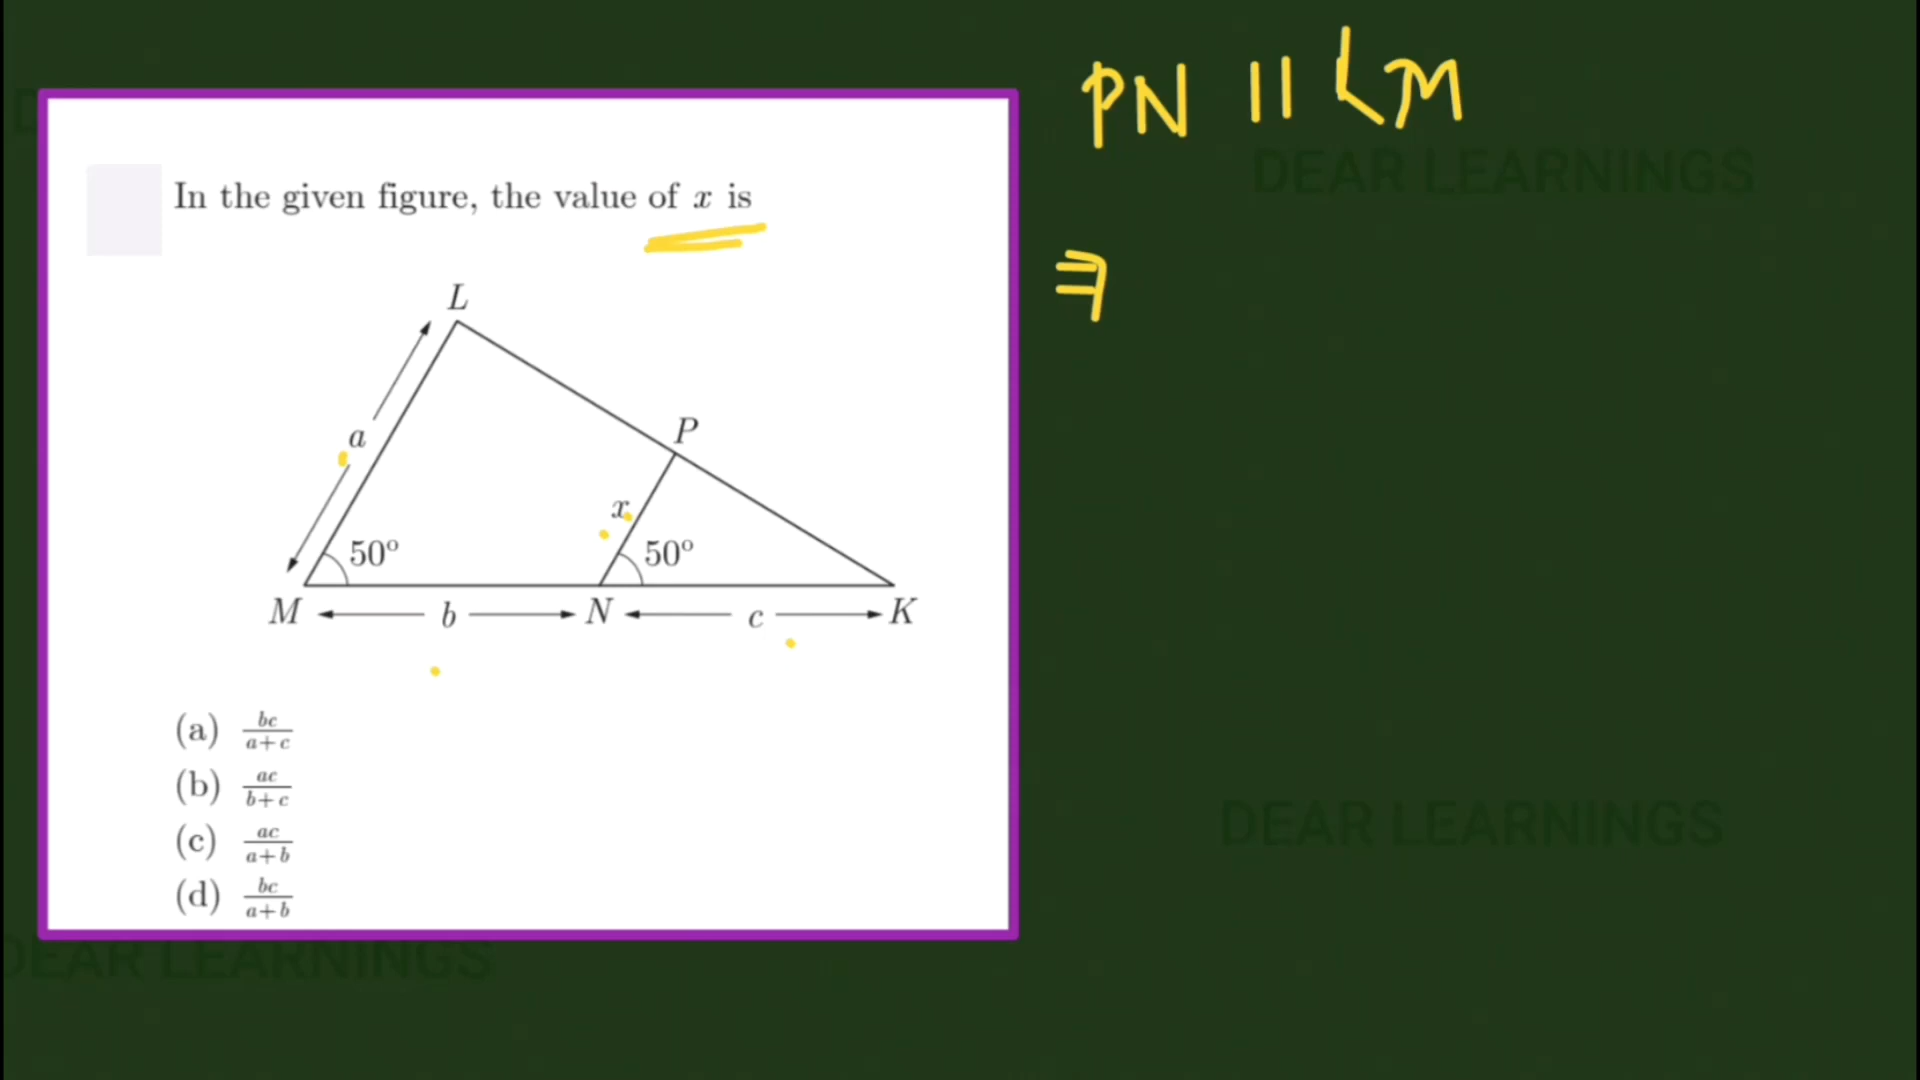 PN || LM
DEAR LEARNINGS
In the given figure, the value of x is
⇒
L
P
a
x
50°
50°
M
b
N
c
K
(a) bc/a+c
(b) ac/b+c
(c) ac/a+b
(d) bc/a+b
DEAR LEARNINGS
DEAR LEARNINGS